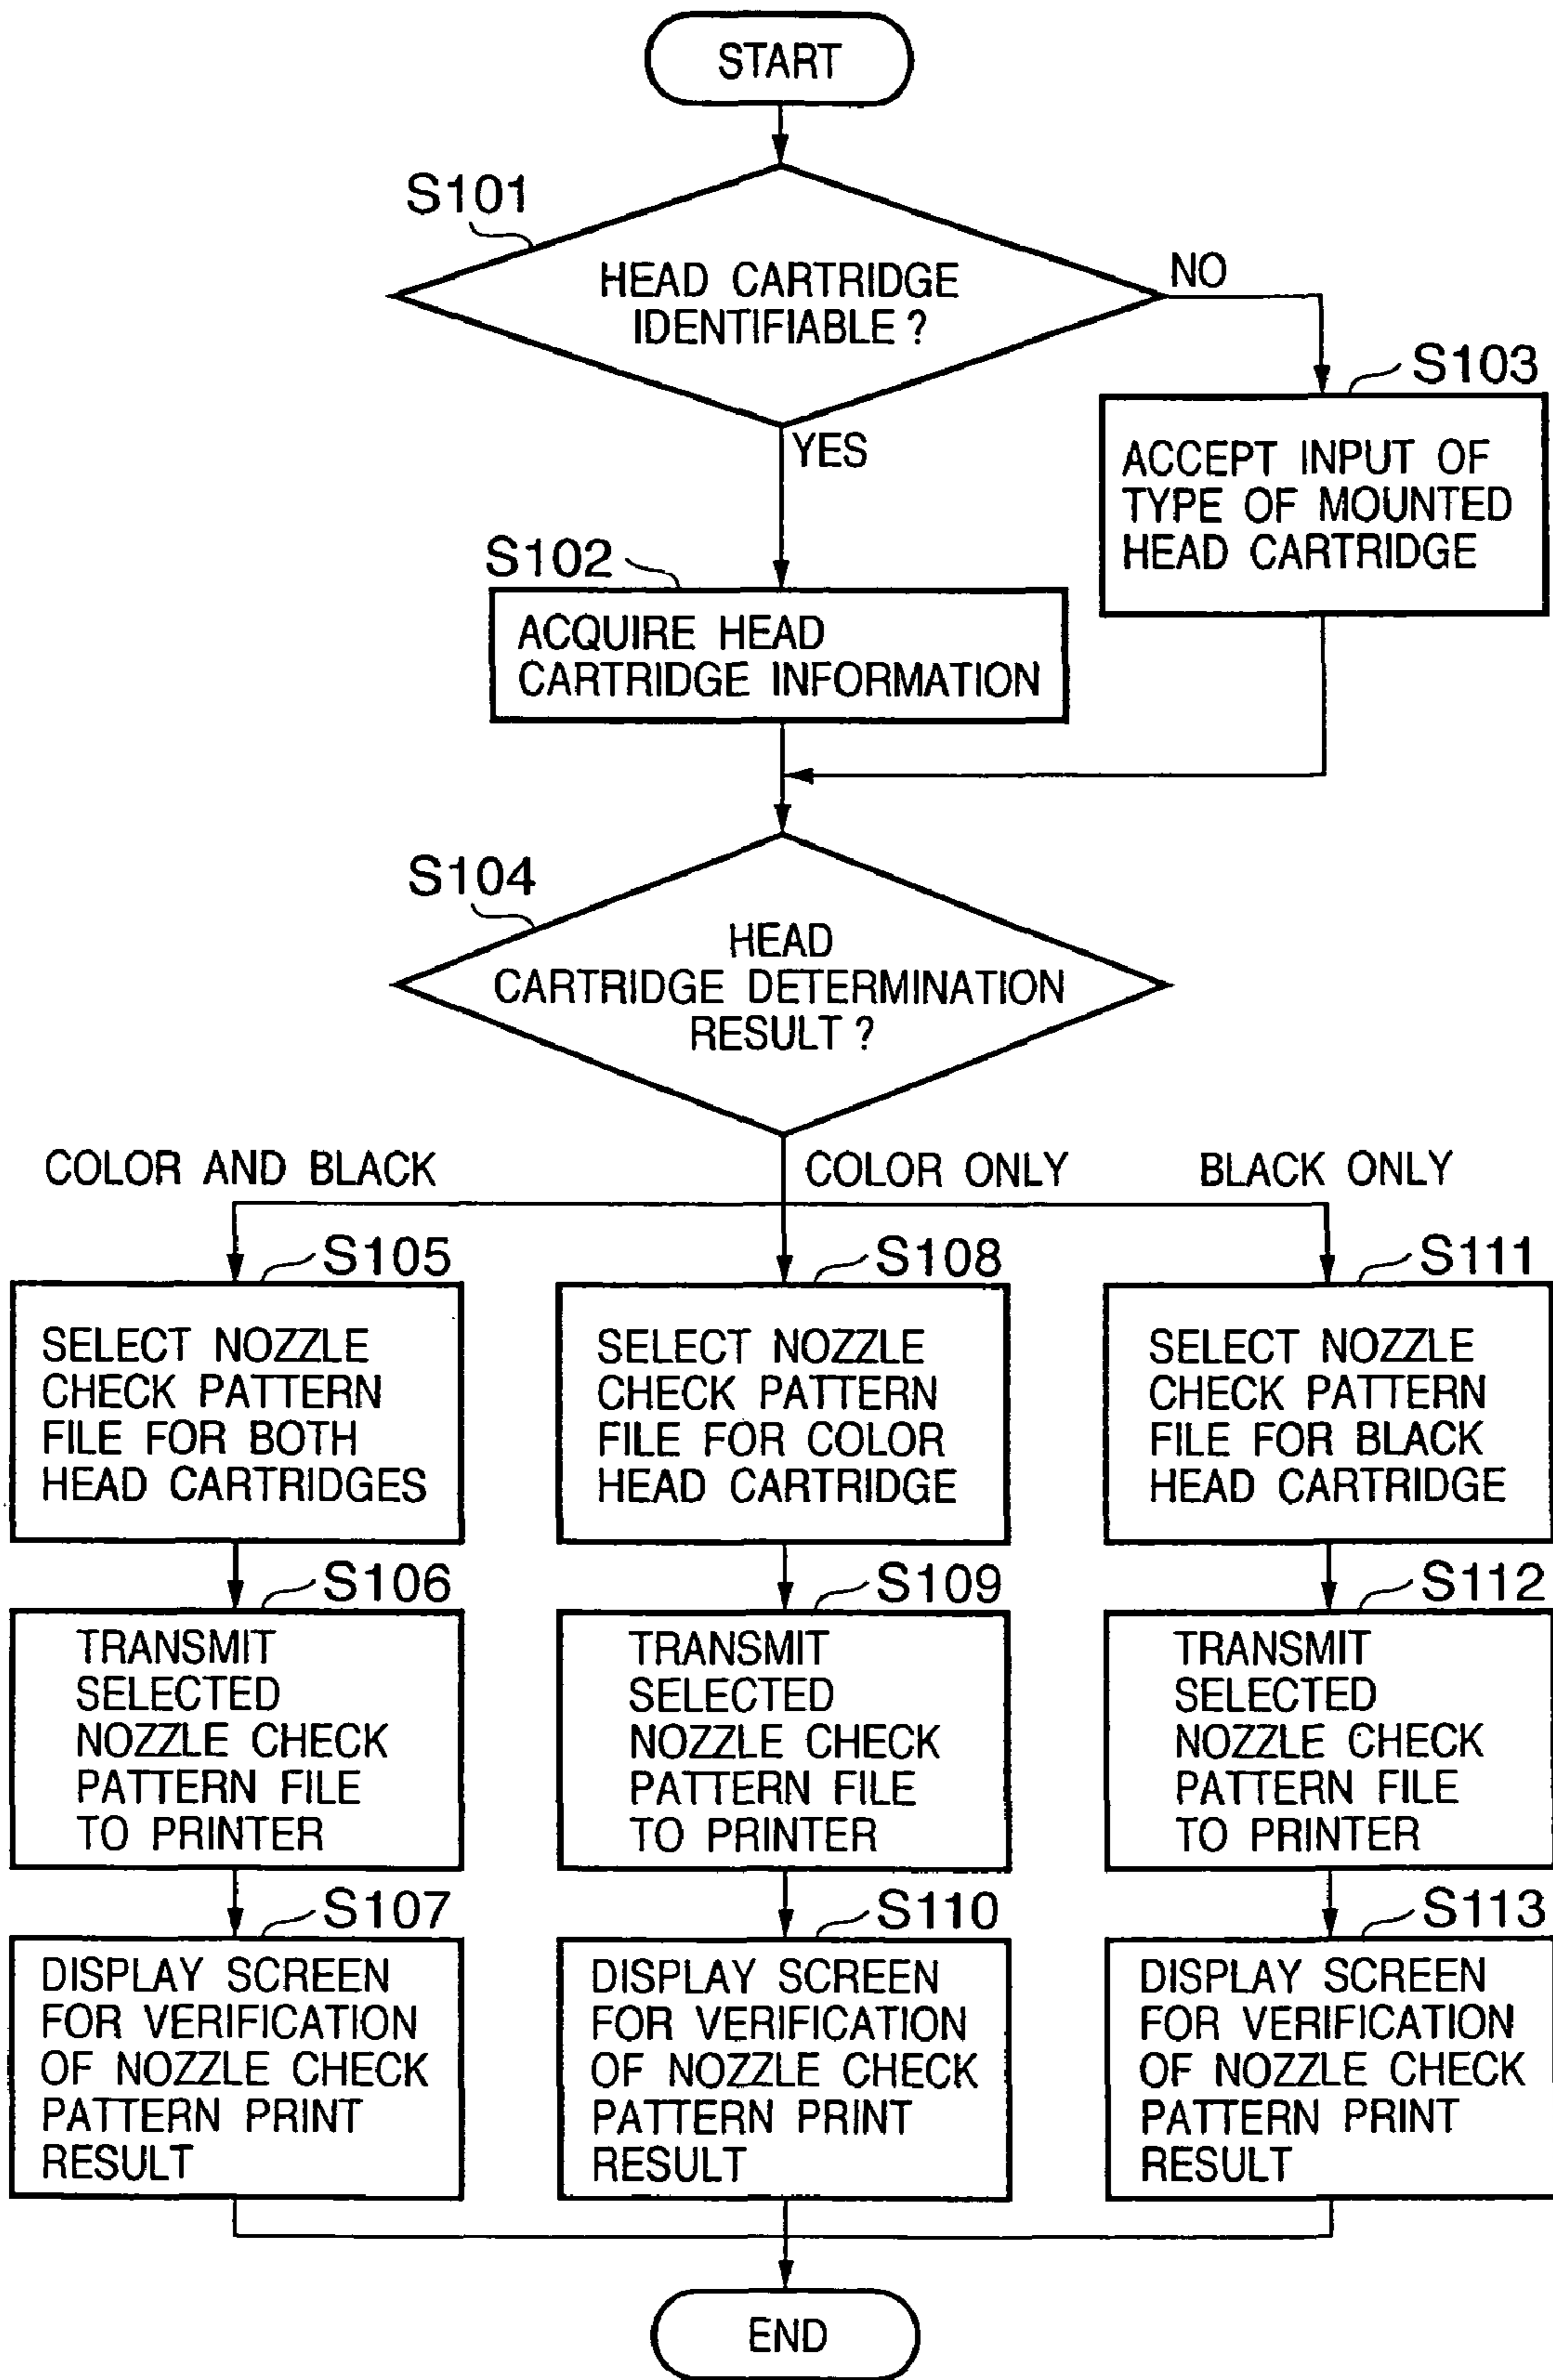 START
S101
HEAD CARTRIDGE
IDENTIFIABLE ?
NO
YES
S103
ACCEPT INPUT OF
TYPE OF MOUNTED
HEAD CARTRIDGE
S102
ACQUIRE HEAD
CARTRIDGE INFORMATION
S104
HEAD
CARTRIDGE DETERMINATION
RESULT ?
COLOR AND BLACK
COLOR ONLY
BLACK ONLY
S105
SELECT NOZZLE
CHECK PATTERN
FILE FOR BOTH
HEAD CARTRIDGES
S108
SELECT NOZZLE
CHECK PATTERN
FILE FOR COLOR
HEAD CARTRIDGE
S111
SELECT NOZZLE
CHECK PATTERN
FILE FOR BLACK
HEAD CARTRIDGE
S106
TRANSMIT
SELECTED
NOZZLE CHECK
PATTERN FILE
TO PRINTER
S109
TRANSMIT
SELECTED
NOZZLE CHECK
PATTERN FILE
TO PRINTER
S112
TRANSMIT
SELECTED
NOZZLE CHECK
PATTERN FILE
TO PRINTER
S107
DISPLAY SCREEN
FOR VERIFICATION
OF NOZZLE CHECK
PATTERN PRINT
RESULT
S110
DISPLAY SCREEN
FOR VERIFICATION
OF NOZZLE CHECK
PATTERN PRINT
RESULT
S113
DISPLAY SCREEN
FOR VERIFICATION
OF NOZZLE CHECK
PATTERN PRINT
RESULT
END